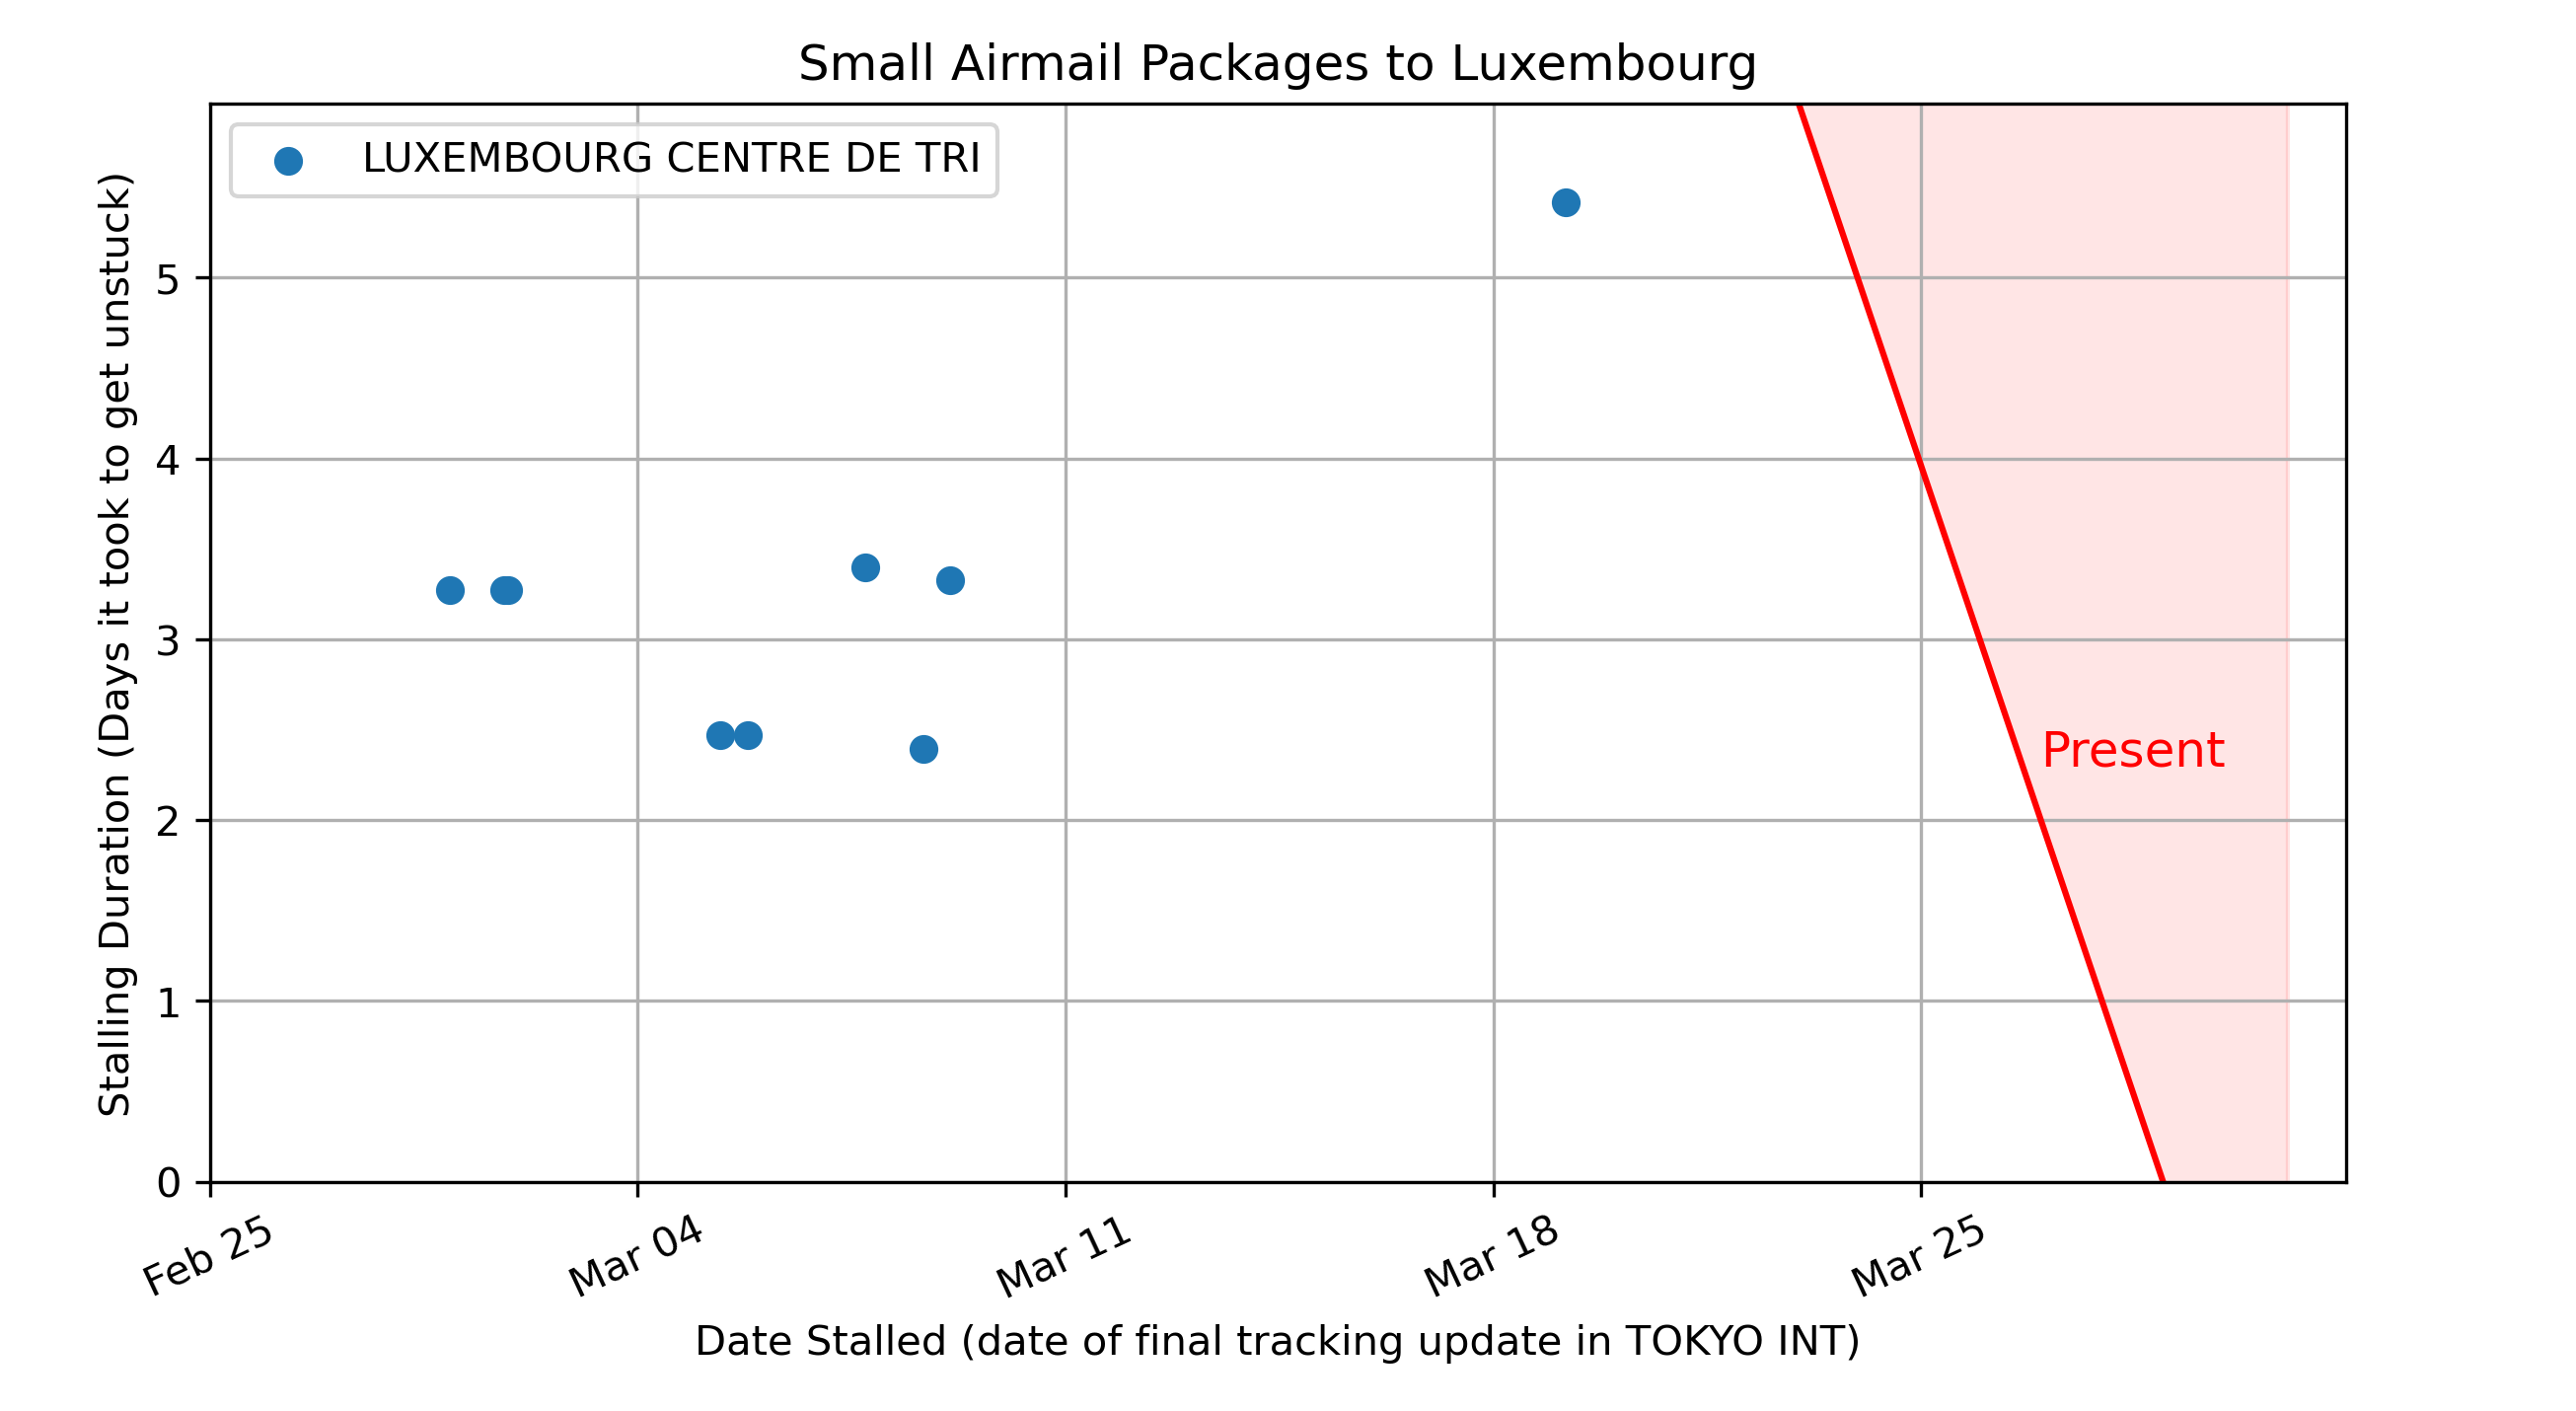 Small Airmail Packages to Luxembourg
LUXEMBOURG CENTRE DE TRI
Stalling Duration (Days it took to get unstuck)
5
4
3
2
1
0
Present
Feb 25
Mar 04
Mar 11
Mar 18
Mar 25
Date Stalled (date of final tracking update in TOKYO INT)